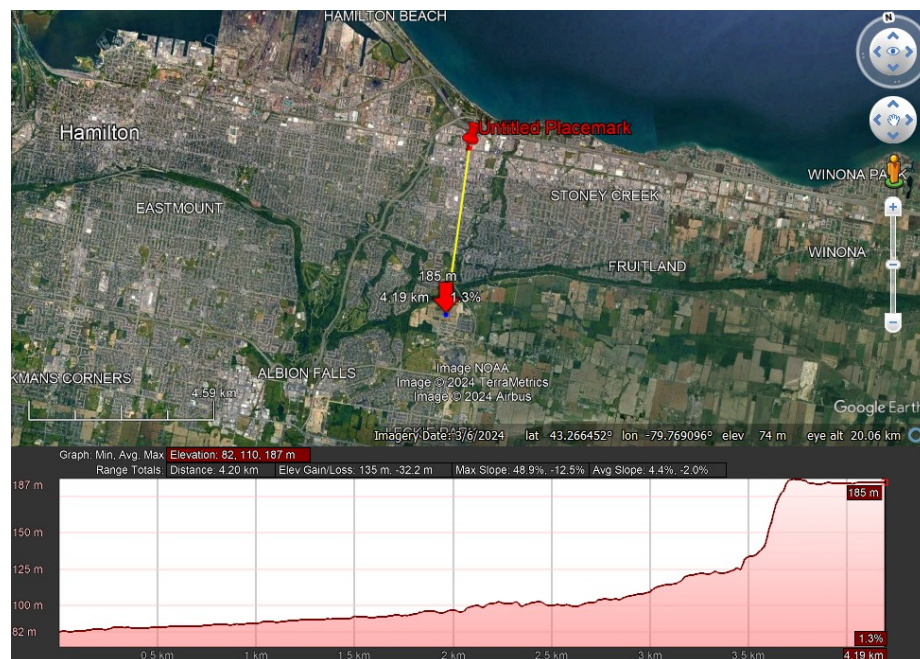 HAMILTON BEACH
N
Hamilton
Untitled Placemark
WINONA PARK
STONEY CREEK
EASTMOUNT
WINONA
FRUITLAND
185 m
4.19 km 1.3%
Image NOAA
Image © 2024 TerraMetrics
Image © 2024 Airbus
ALBION FALLS
KMANS CORNERS
4.59 km
Google Earth
Imagery Date: 3/6/2024 lat 43.266452° lon -79.769096° elev 74 m eye alt 20.06 km
Graph: Min, Avg, Max Elevation: 82, 110, 187 m
Range Totals: Distance: 4.20 km Elev Gain/Loss: 135 m, -32.2 m Max Slope: 48.9%, -12.5% Avg Slope: 4.4%, -2.0%
187 m
185 m
150 m
125 m
100 m
82 m
1.3%
0.5 km 1 km 1.5 km 2 km 2.5 km 3 km 3.5 km 4.19 km